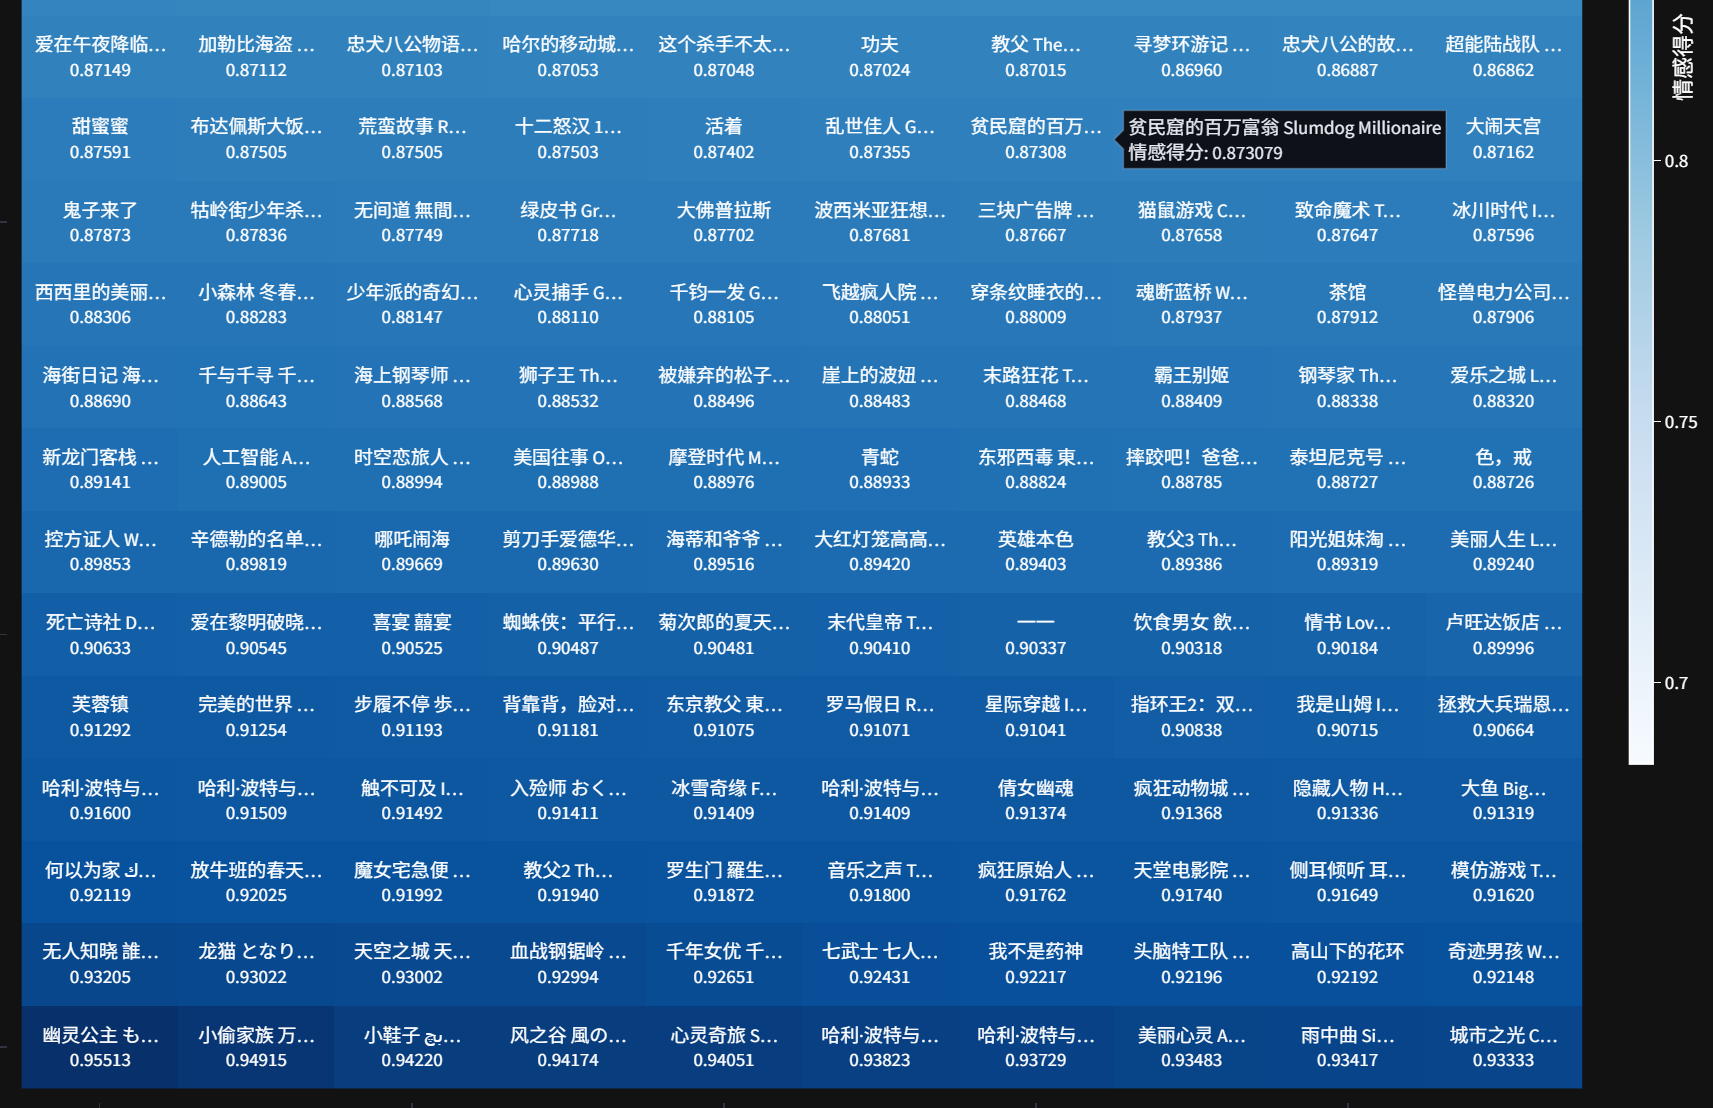 爱在午夜降临... 加勒比海盗 ... 忠犬八公物语... 哈尔的移动城... 这个杀手不太... 功夫 教父 The... 寻梦环游记 ... 忠犬八公的故... 超能陆战队 ...
0.87149 0.87112 0.87103 0.87053 0.87048 0.87024 0.87015 0.86960 0.86887 0.86862
甜蜜蜜 布达佩斯大饭... 荒蛮故事 R... 十二怒汉 1... 活着 乱世佳人 G... 贫民窟的百万... 贫民窟的百万富翁 Slumdog Millionaire 大闹天宫
0.87591 0.87505 0.87505 0.87503 0.87402 0.87355 0.87308 情感得分: 0.873079 0.87162
鬼子来了 牯岭街少年杀... 无间道 無間... 绿皮书 Gr... 大佛普拉斯 波西米亚狂想... 三块广告牌 ... 猫鼠游戏 C... 致命魔术 T... 冰川时代 I...
0.87873 0.87836 0.87749 0.87718 0.87702 0.87681 0.87667 0.87658 0.87647 0.87596
西西里的美丽... 小森林 冬春... 少年派的奇幻... 心灵捕手 G... 千钧一发 G... 飞越疯人院 ... 穿条纹睡衣的... 魂断蓝桥 W... 茶馆 怪兽电力公司...
0.88306 0.88283 0.88147 0.88110 0.88105 0.88051 0.88009 0.87937 0.87912 0.87906
海街日记 海... 千与千寻 千... 海上钢琴师 ... 狮子王 Th... 被嫌弃的松子... 崖上的波妞 ... 末路狂花 T... 霸王别姬 钢琴家 Th... 爱乐之城 L...
0.88690 0.88643 0.88568 0.88532 0.88496 0.88483 0.88468 0.88409 0.88338 0.88320
新龙门客栈 ... 人工智能 A... 时空恋旅人 ... 美国往事 O... 摩登时代 M... 青蛇 东邪西毒 東... 摔跤吧！爸爸... 泰坦尼克号 ... 色，戒
0.89141 0.89005 0.88994 0.88988 0.88976 0.88933 0.88824 0.88785 0.88727 0.88726
控方证人 W... 辛德勒的名单... 哪吒闹海 剪刀手爱德华... 海蒂和爷爷 ... 大红灯笼高高... 英雄本色 教父3 Th... 阳光姐妹淘 ... 美丽人生 L...
0.89853 0.89819 0.89669 0.89630 0.89516 0.89420 0.89403 0.89386 0.89319 0.89240
死亡诗社 D... 爱在黎明破晓... 喜宴 囍宴 蜘蛛侠：平行... 菊次郎的夏天... 末代皇帝 T... 一一 饮食男女 飲... 情书 Lov... 卢旺达饭店 ...
0.90633 0.90545 0.90525 0.90487 0.90481 0.90410 0.90337 0.90318 0.90184 0.89996
芙蓉镇 完美的世界 ... 步履不停 歩... 背靠背，脸对... 东京教父 東... 罗马假日 R... 星际穿越 I... 指环王2：双... 我是山姆 I... 拯救大兵瑞恩...
0.91292 0.91254 0.91193 0.91181 0.91075 0.91071 0.91041 0.90838 0.90715 0.90664
哈利·波特与... 哈利·波特与... 触不可及 I... 入殓师 おく... 冰雪奇缘 F... 哈利·波特与... 倩女幽魂 疯狂动物城 ... 隐藏人物 H... 大鱼 Big...
0.91600 0.91509 0.91492 0.91411 0.91409 0.91409 0.91374 0.91368 0.91336 0.91319
何以为家 ك... 放牛班的春天... 魔女宅急便 ... 教父2 Th... 罗生门 羅生... 音乐之声 T... 疯狂原始人 ... 天堂电影院 ... 侧耳倾听 耳... 模仿游戏 T...
0.92119 0.92025 0.91992 0.91940 0.91872 0.91800 0.91762 0.91740 0.91649 0.91620
无人知晓 誰... 龙猫 となり... 天空之城 天... 血战钢锯岭 ... 千年女优 千... 七武士 七人... 我不是药神 头脑特工队 ... 高山下的花环 奇迹男孩 W...
0.93205 0.93022 0.93002 0.92994 0.92651 0.92431 0.92217 0.92196 0.92192 0.92148
幽灵公主 も... 小偷家族 万... 小鞋子 بچ... 风之谷 風の... 心灵奇旅 S... 哈利·波特与... 哈利·波特与... 美丽心灵 A... 雨中曲 Si... 城市之光 C...
0.95513 0.94915 0.94220 0.94174 0.94051 0.93823 0.93729 0.93483 0.93417 0.93333
情感得分
0.8
0.75
0.7